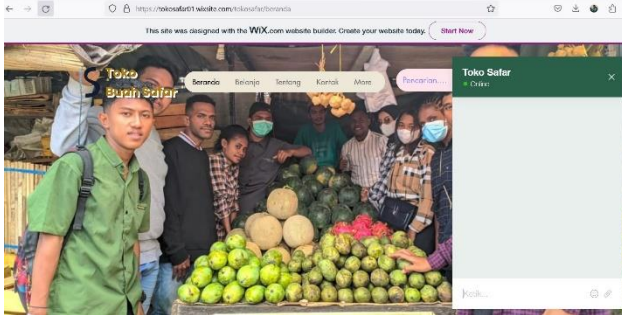 https://tokosafar01.wixsite.com/tokosafar/beranda
This site was designed with the WiX.com website builder. Create your website today. Start Now
Toko
Buah Safar
Beranda Belanja Tentang Kontak More Pencarian....
Toko Safar
Online
Ketik...